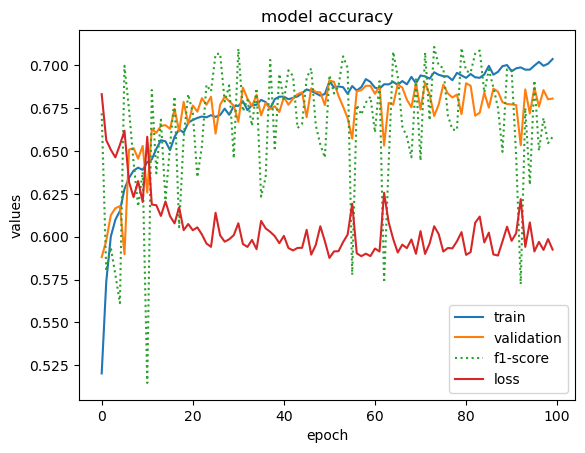 model accuracy
values
0.700
0.675
0.650
0.625
0.600
0.575
0.550
0.525
train
validation
f1-score
loss
0 20 40 60 80 100
epoch